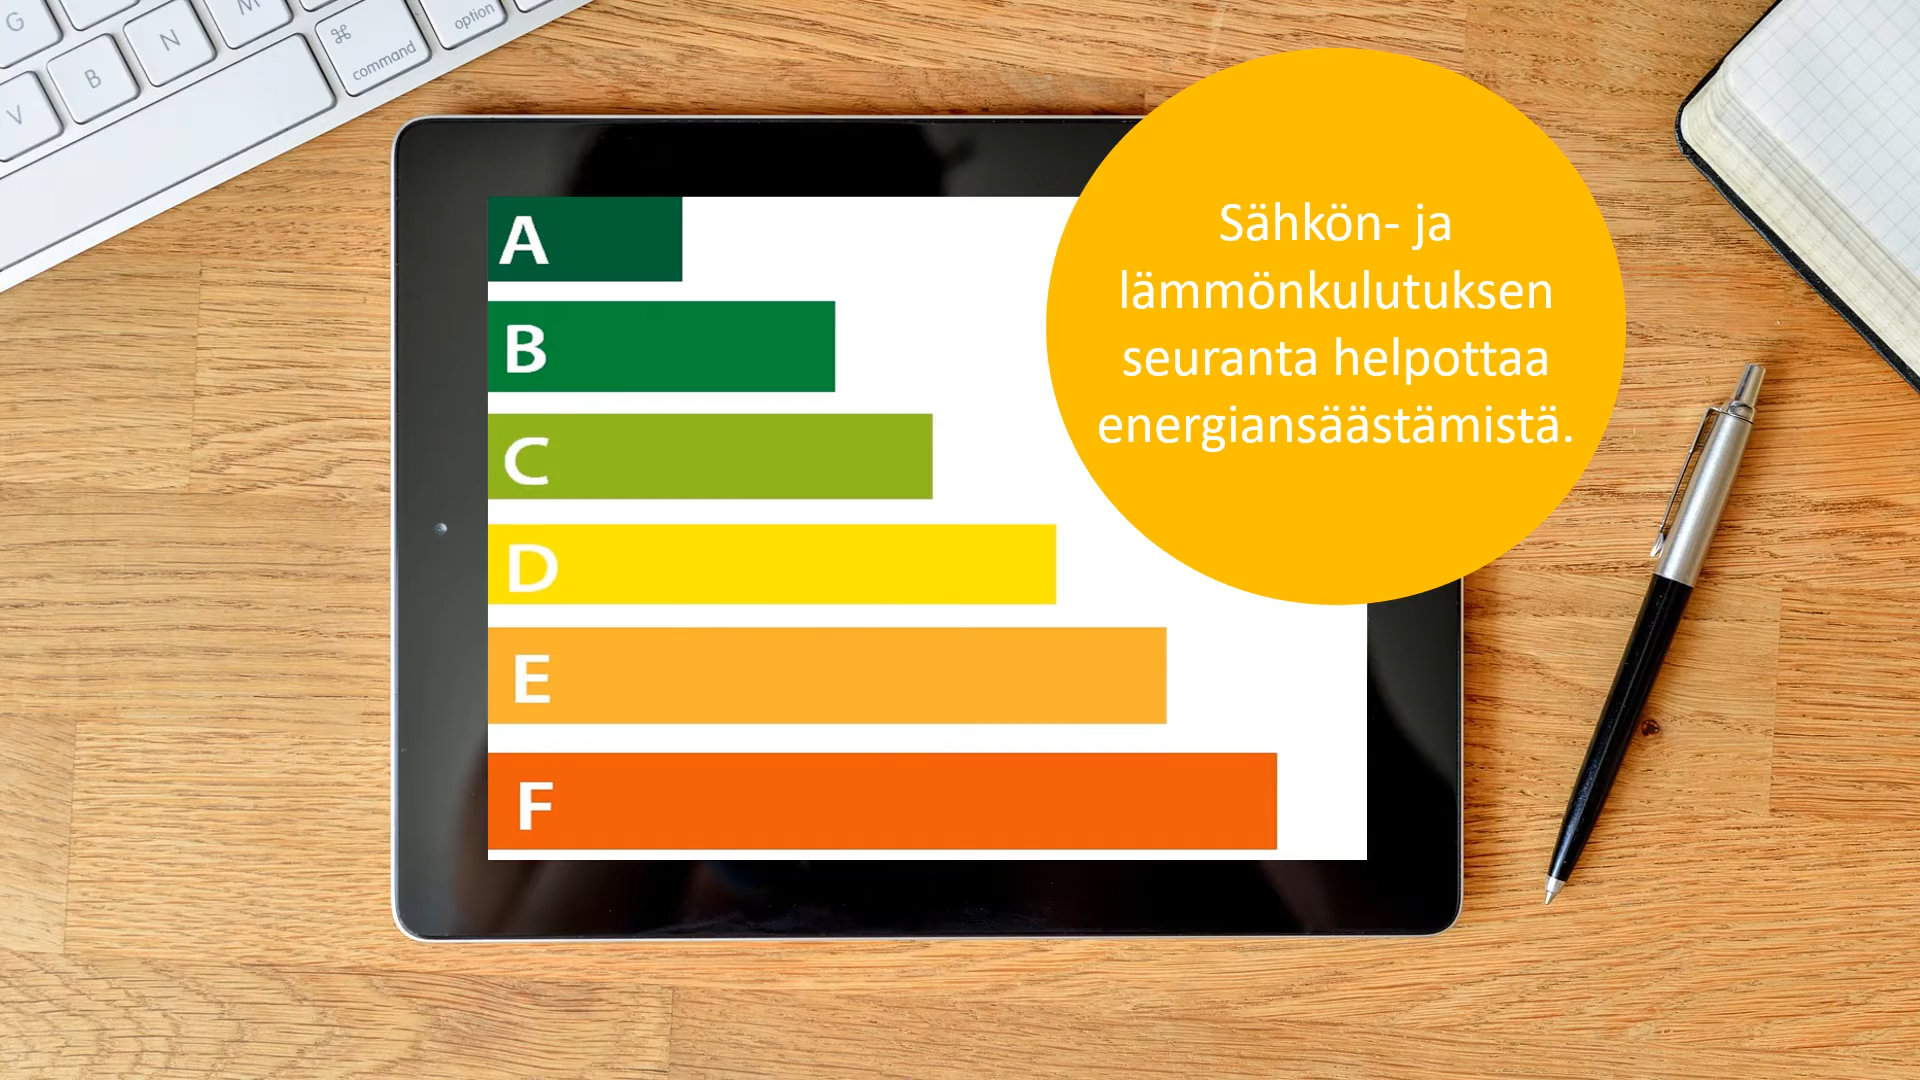 G
M
N
B
V
⌘
command
option
A
B
C
D
E
F
Sähkön- ja
lämmönkulutuksen
seuranta helpottaa
energiansäästämistä.